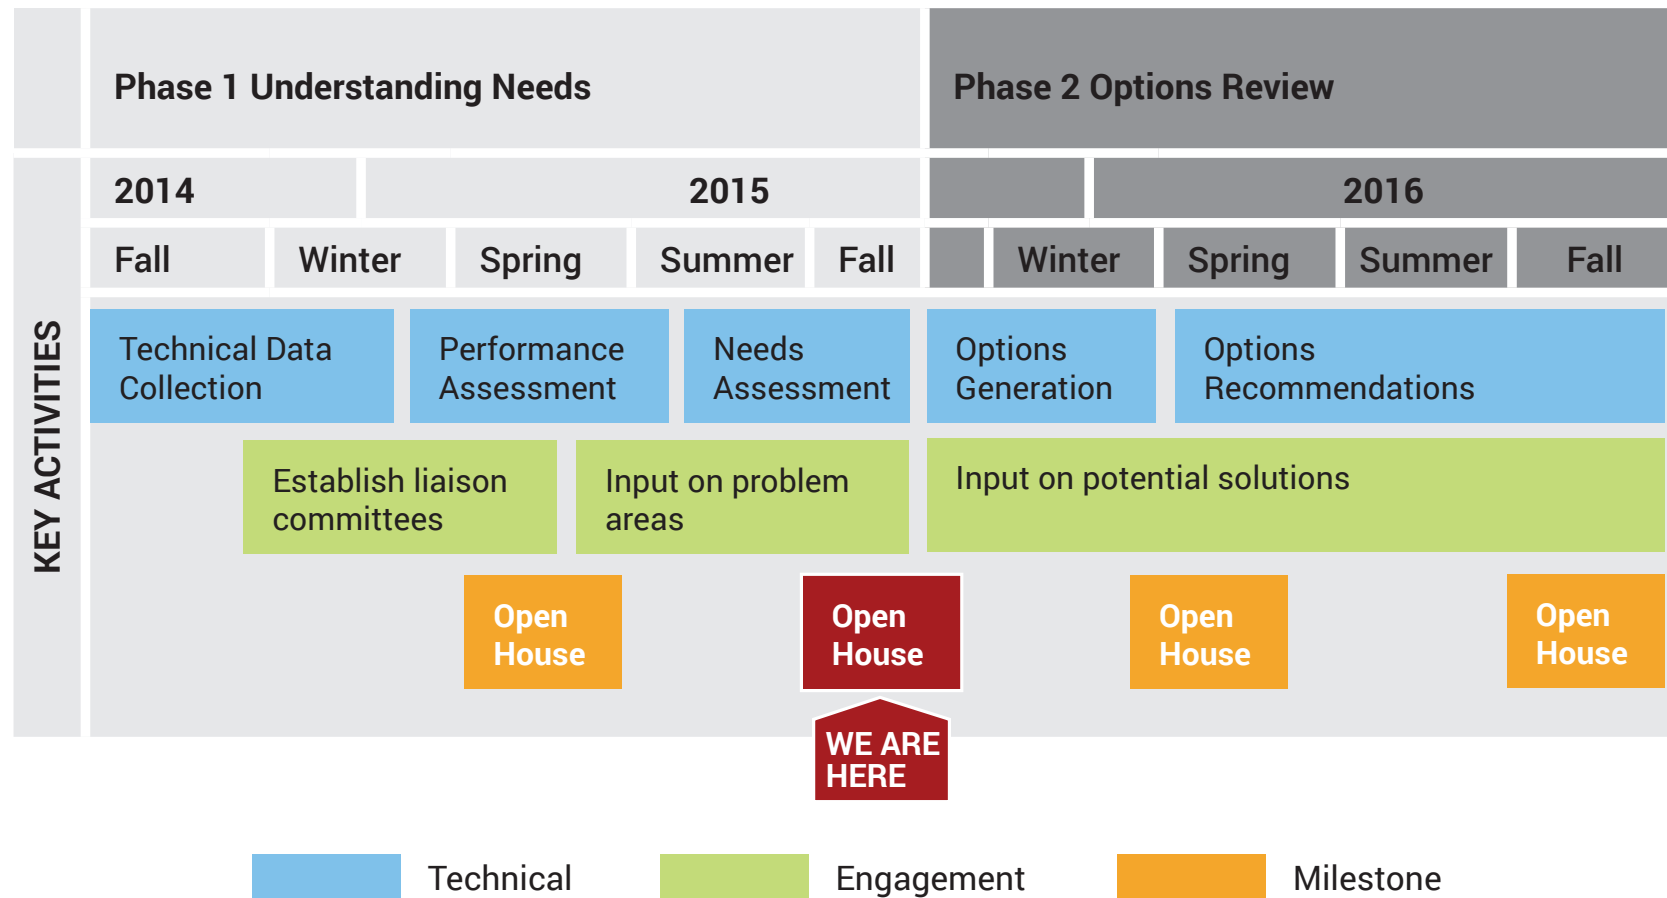 Phase 1 Understanding Needs
Phase 2 Options Review
2014
2015
2016
Fall
Winter
Spring
Summer
Fall
Winter
Spring
Summer
Fall
KEY ACTIVITIES
Technical Data
Collection
Performance
Assessment
Needs
Assessment
Options
Generation
Options
Recommendations
Establish liaison
committees
Input on problem
areas
Input on potential solutions
Open
House
Open
House
Open
House
Open
House
WE ARE
HERE
Technical
Engagement
Milestone